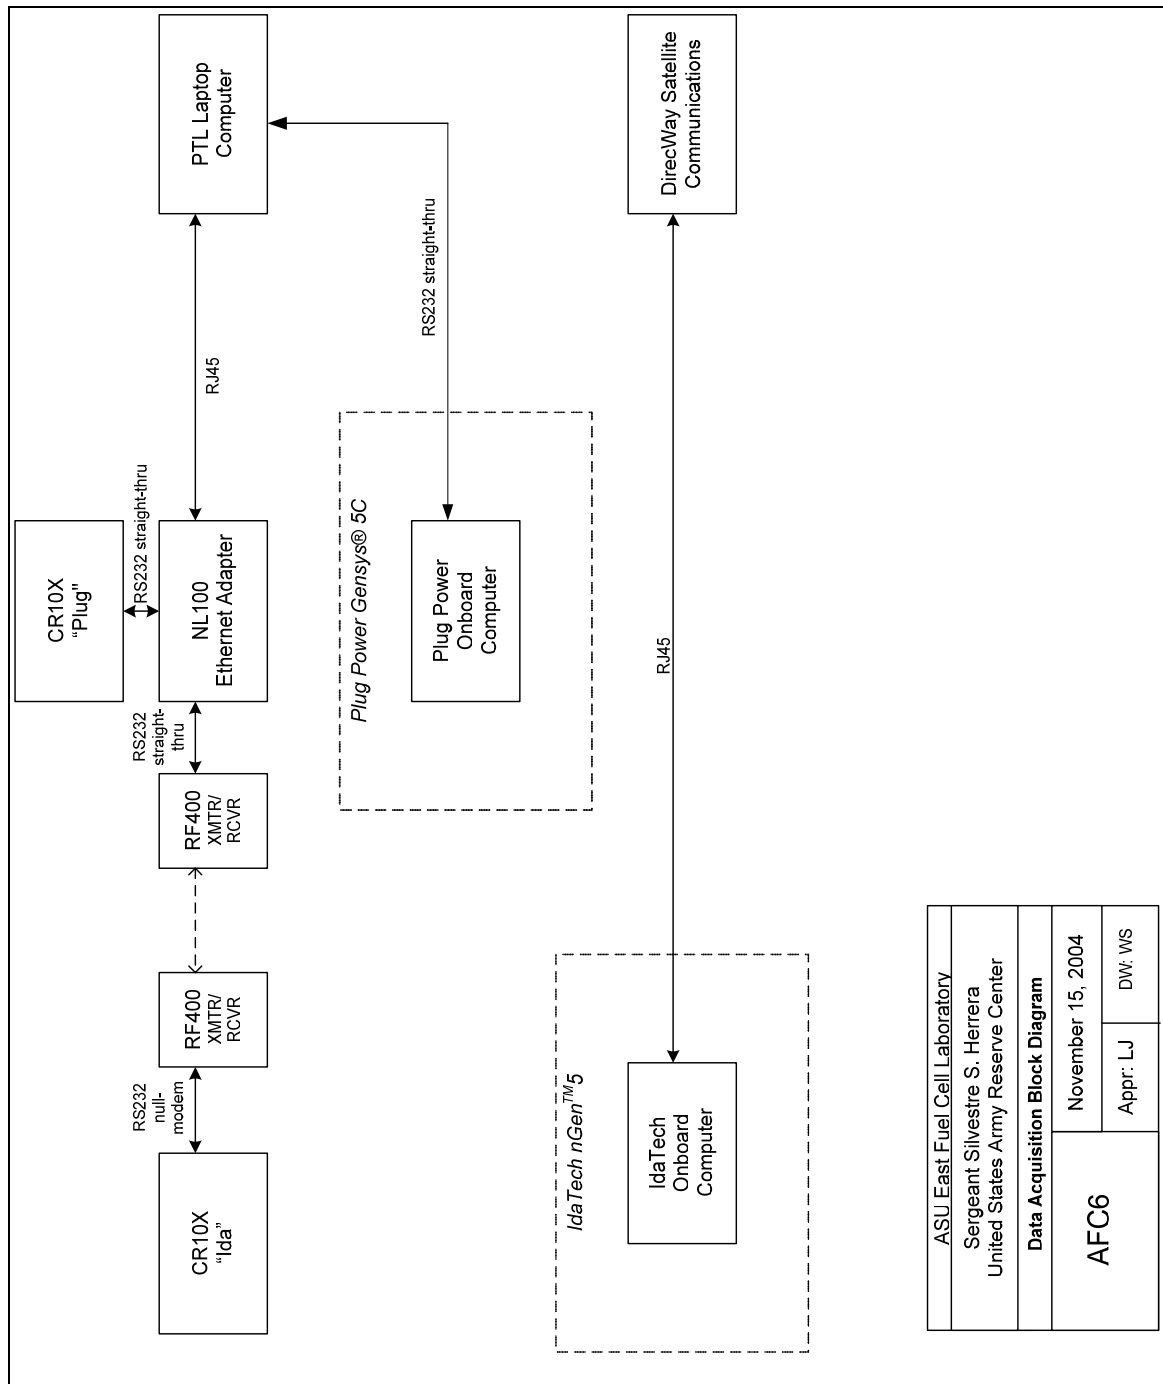 CR10X
“Ida”
RS232
null-
modem
RF400
XMTR/
RCVR
RF400
XMTR/
RCVR
RS232
straight-
thru
CR10X
“Plug"
RS232 straight-thru
NL100
Ethernet Adapter
RJ45
PTL Laptop
Computer
Plug Power Gensys® 5C
Plug Power
Onboard
Computer
RS232 straight-thru
IdaTech nGen™5
IdaTech
Onboard
Computer
RJ45
DirecWay Satellite
Communications
ASU East Fuel Cell Laboratory
Sergeant Silvestre S. Herrera
United States Army Reserve Center
Data Acquisition Block Diagram
AFC6
November 15, 2004
Appr: LJ
DW: WS